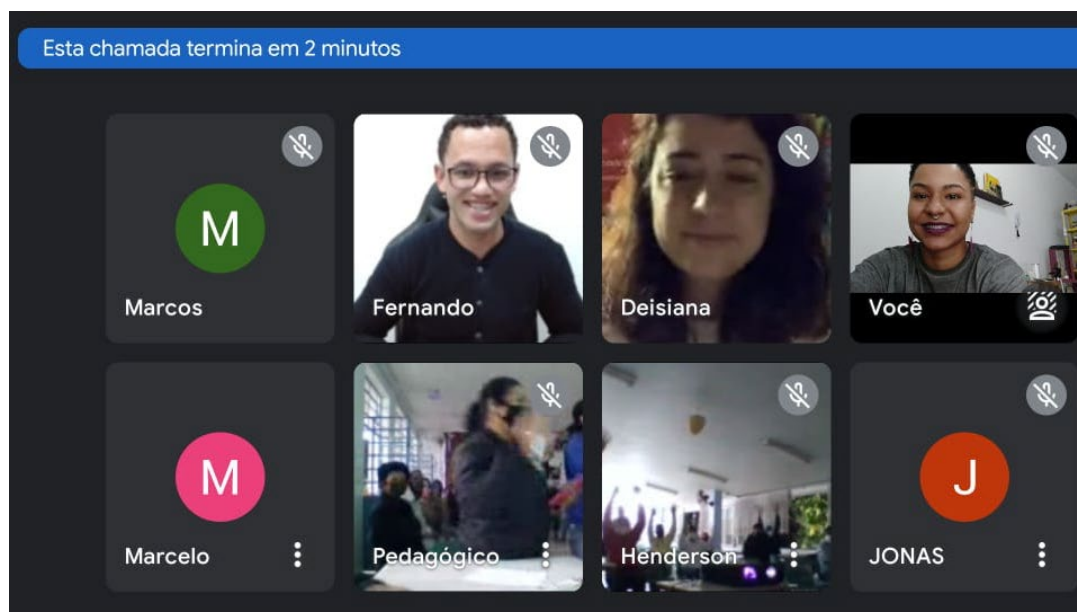 Esta chamada termina em 2 minutos
M
Marcos
Fernando
Deisiana
Você
M
Marcelo
Pedagógico
Henderson
J
JONAS